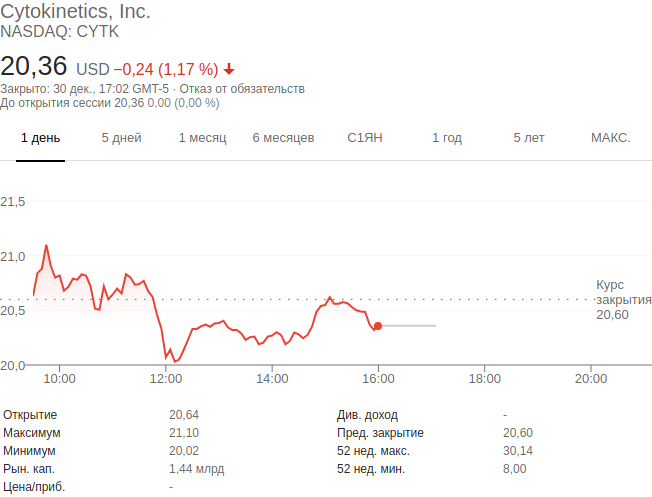 Cytokinetics, Inc.
NASDAQ: CYTK
20,36 USD −0,24 (1,17 %)
Закрыто: 30 дек., 17:02 GMT-5 · Отказ от обязательств
До открытия сессии 20,36 0,00 (0,00 %)
1 день 5 дней 1 месяц 6 месяцев С1ЯН 1 год 5 лет МАКС.
21,5
21,0
Курс
закрытия
20,5
20,60
20,0
10:00 12:00 14:00 16:00 18:00 20:00
Открытие 20,64 Див. доход -
Максимум 21,10 Пред. закрытие 20,60
Минимум 20,02 52 нед. макс. 30,14
Рын. кап. 1,44 млрд 52 нед. мин. 8,00
Цена/приб. -